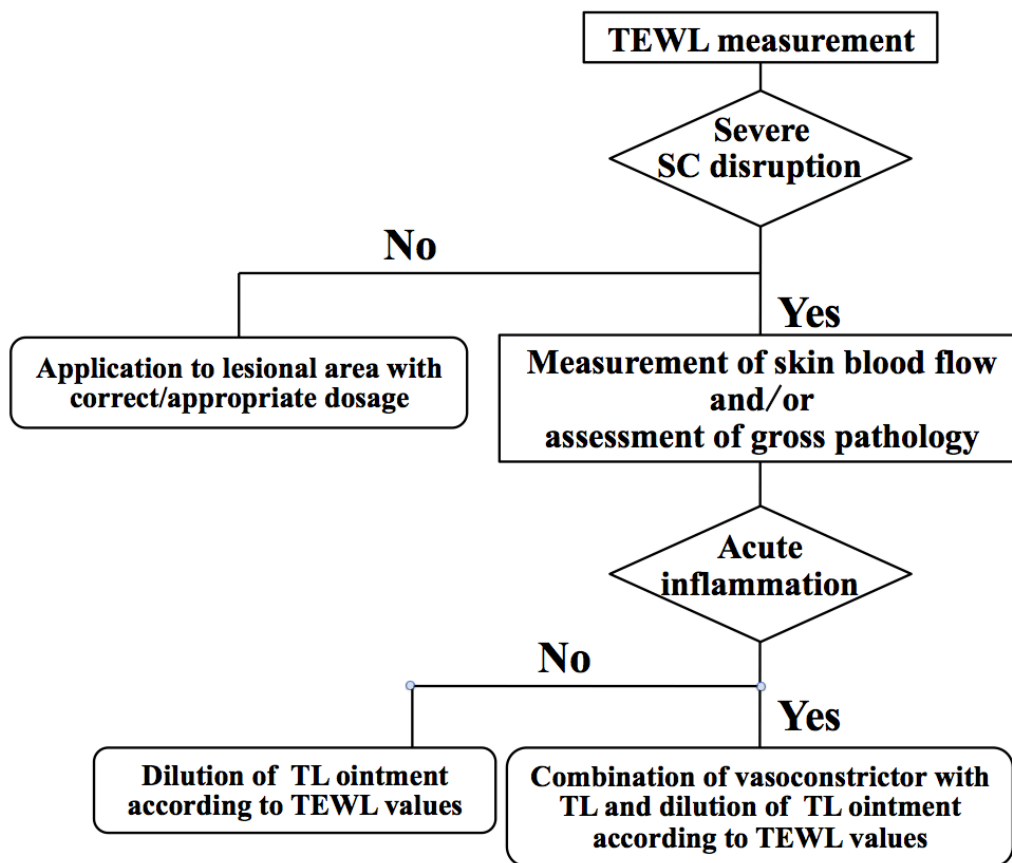 TEWL measurement
Severe
SC disruption
No
Yes
Application to lesional area with
correct/appropriate dosage
Measurement of skin blood flow
and/or
assessment of gross pathology
Acute
inflammation
No
Yes
Dilution of TL ointment
according to TEWL values
Combination of vasoconstrictor with
TL and dilution of TL ointment
according to TEWL values